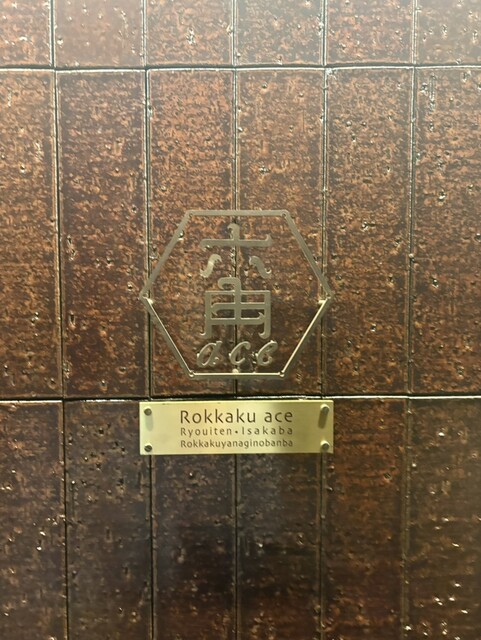 六
角
ace
Rokkaku ace
Ryouiten・Isakaba
Rokkakuyanaginobanba